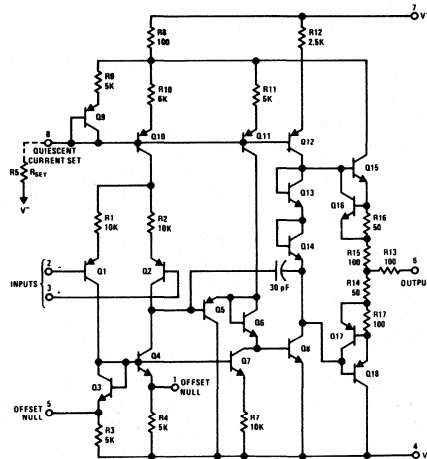 7
V+
R8
100
R12
2.5K
R9
5K
R10
6K
R11
5K
Q9
8
QUIESCENT
CURRENT SET
Q10
Q11
Q12
Q15
RS
RSET
V−
Q13
Q16
R16
50
R1
10K
R2
10K
Q14
R15
100
R13
100
6
OUTPUT
2 -
INPUTS
3 +
Q1
Q2
30 pF
R14
50
Q5
Q6
Q17
R17
100
Q4
Q7
Q8
Q18
Q3
1
OFFSET
NULL
5
OFFSET
NULL
R3
5K
R4
5K
R7
10K
4
V